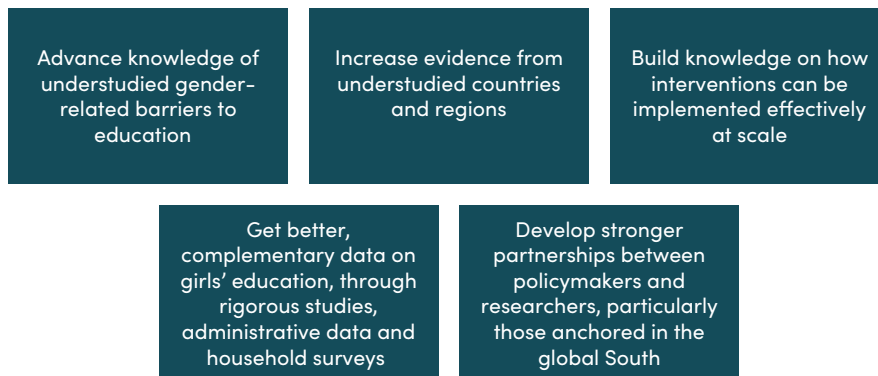 Advance knowledge of
understudied gender-
related barriers to
education
Increase evidence from
understudied countries
and regions
Build knowledge on how
interventions can be
implemented effectively
at scale
Get better,
complementary data on
girls’ education, through
rigorous studies,
administrative data and
household surveys
Develop stronger
partnerships between
policymakers and
researchers, particularly
those anchored in the
global South